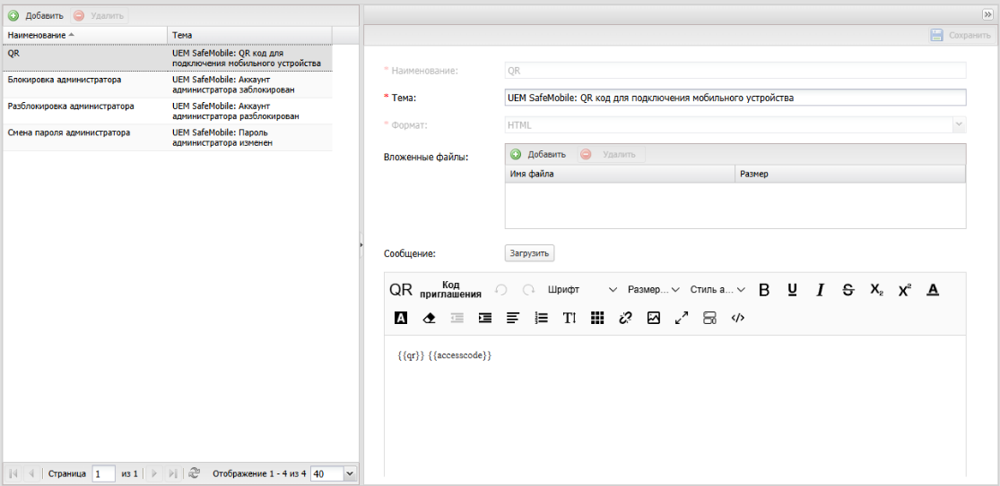 Добавить Удалить
Наименование Тема
QR UEM SafeMobile: QR код для
подключения мобильного устройства
Блокировка администратора UEM SafeMobile: Аккаунт
администратора заблокирован
Разблокировка администратора UEM SafeMobile: Аккаунт
администратора разблокирован
Смена пароля администратора UEM SafeMobile: Пароль
администратора изменен
Страница 1 из 1 Отображение 1 - 4 из 4 40
Сохранить
* Наименование: QR
* Тема: UEM SafeMobile: QR код для подключения мобильного устройства
* Формат: HTML
Вложенные файлы: Добавить Удалить
Имя файла Размер
Сообщение: Загрузить
QR Код
приглашения Шрифт Размер... Стиль а... B U I S X₂ X² A
A T </>
{{qr}} {{accesscode}}